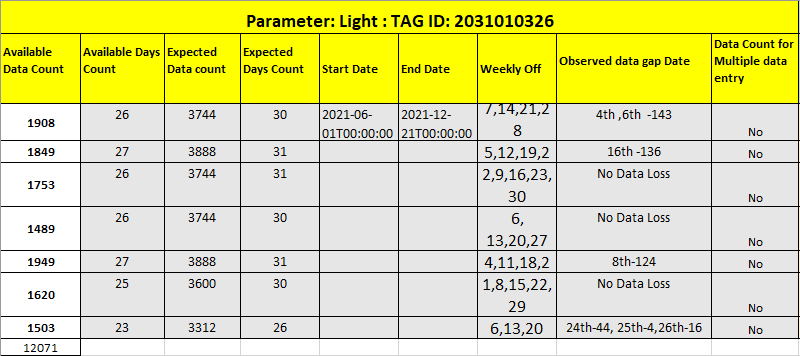 Parameter: Light : TAG ID: 2031010326
Available Data Count Available Days Count Expected Data count Expected Days Count Start Date End Date Weekly Off Observed data gap Date Data Count for Multiple data entry
1908 26 3744 30 2021-06-01T00:00:00 2021-12-21T00:00:00 7,14,21,28 4th ,6th -143 No
1849 27 3888 31 5,12,19,2 16th -136 No
1753 26 3744 31 2,9,16,23,30 No Data Loss No
1489 26 3744 30 6, 13,20,27 No Data Loss No
1949 27 3888 31 4,11,18,2 8th-124 No
1620 25 3600 30 1,8,15,22,29 No Data Loss No
1503 23 3312 26 6,13,20 24th-44, 25th-4,26th-16 No
12071